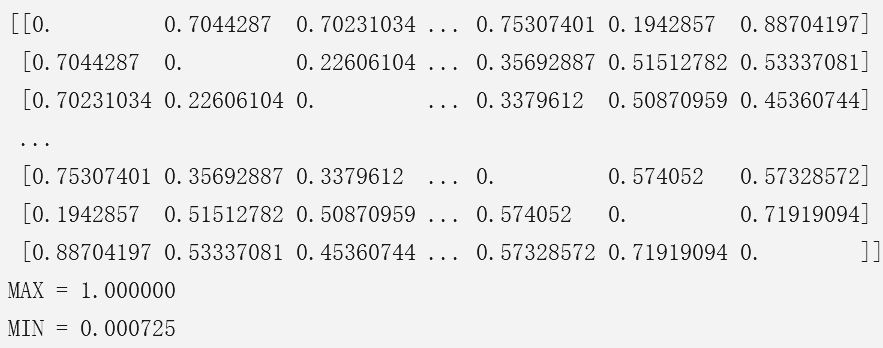 [[0.         0.7044287  0.70231034 ... 0.75307401 0.1942857  0.88704197]
 [0.7044287  0.         0.22606104 ... 0.35692887 0.51512782 0.53337081]
 [0.70231034 0.22606104 0.         ... 0.3379612  0.50870959 0.45360744]
 ...
 [0.75307401 0.35692887 0.3379612  ... 0.         0.574052   0.57328572]
 [0.1942857  0.51512782 0.50870959 ... 0.574052   0.         0.71919094]
 [0.88704197 0.53337081 0.45360744 ... 0.57328572 0.71919094 0.        ]]
MAX = 1.000000
MIN = 0.000725